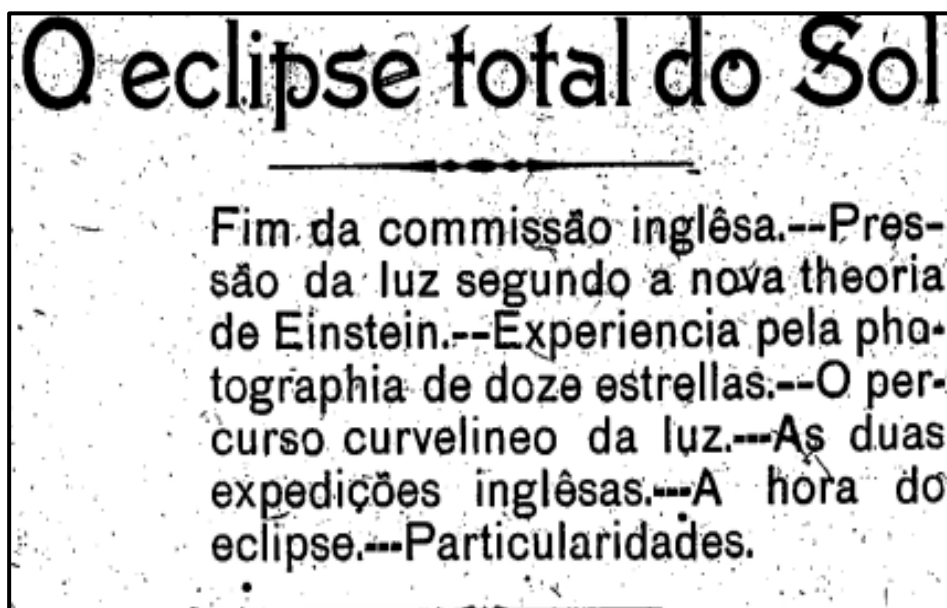 O eclipse total do Sol
Fim da commissão inglêsa.--Pres-
são da luz segundo a nova theoria
de Einstein.--Experiencia pela pho-
tographia de doze estrellas.--O per-
curso curvelineo da luz.---As duas
expedições inglêsas.---A hora do
eclipse.---Particularidades.